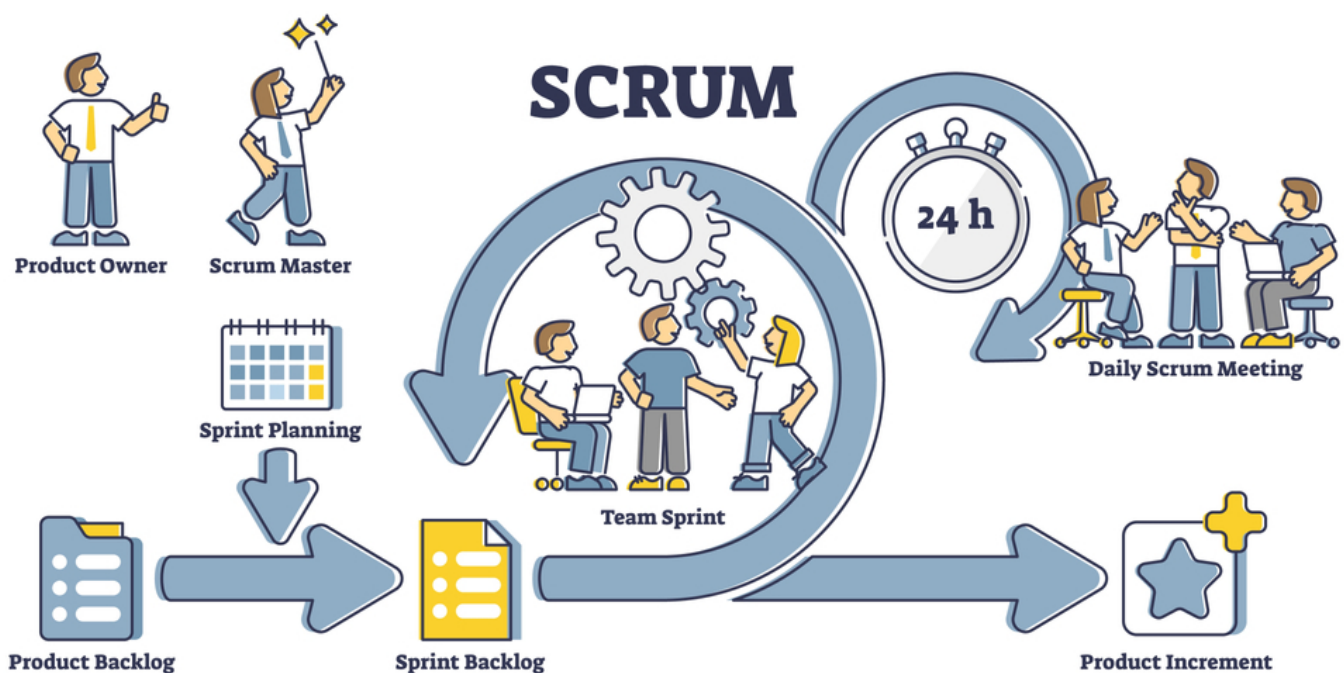 SCRUM
24 h
Product Owner
Scrum Master
Daily Scrum Meeting
Sprint Planning
Team Sprint
Product Backlog
Sprint Backlog
Product Increment